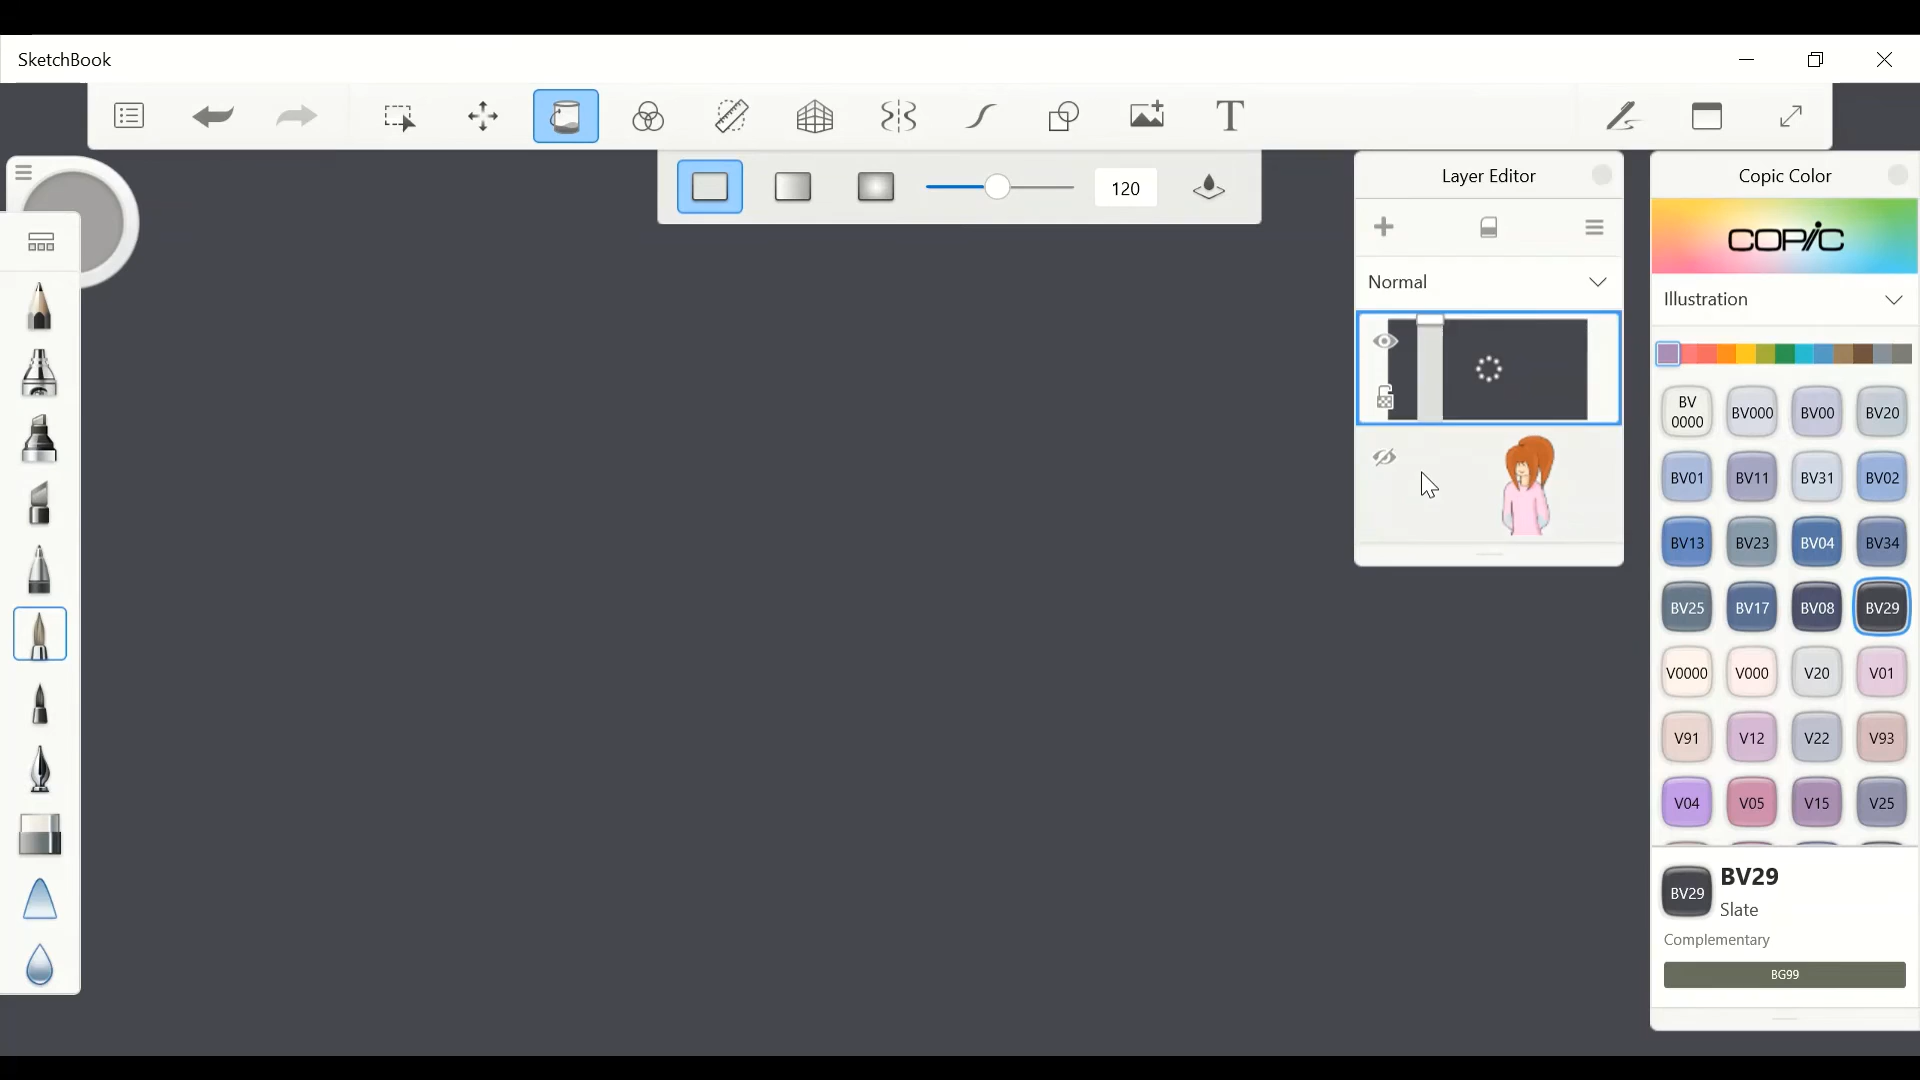 SketchBook
T
120
Layer Editor
Normal
Copic Color
COPIC
Illustration
BV
0000
BV000
BV00
BV20
BV01
BV11
BV31
BV02
BV13
BV23
BV04
BV34
BV25
BV17
BV08
BV29
V0000
V000
V20
V01
V91
V12
V22
V93
V04
V05
V15
V25
BV29
BV29
Slate
Complementary
BG99